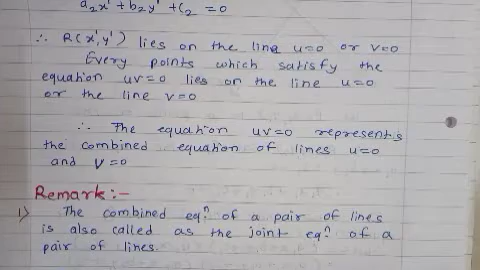 a₂x' + b₂y' + C₂ = 0
∴ R(x'y') lies on the line u=0 or v=0
Every points which satisfy the
equation uv=0 lies on the line u=0
or the line v=0
∴ The equation uv=0 represents
the combined equation of lines u=0
and v=0
Remark:-
1) The combined eqⁿ. of a pair of lines
is also called as the joint eqⁿ. of a
pair of lines.